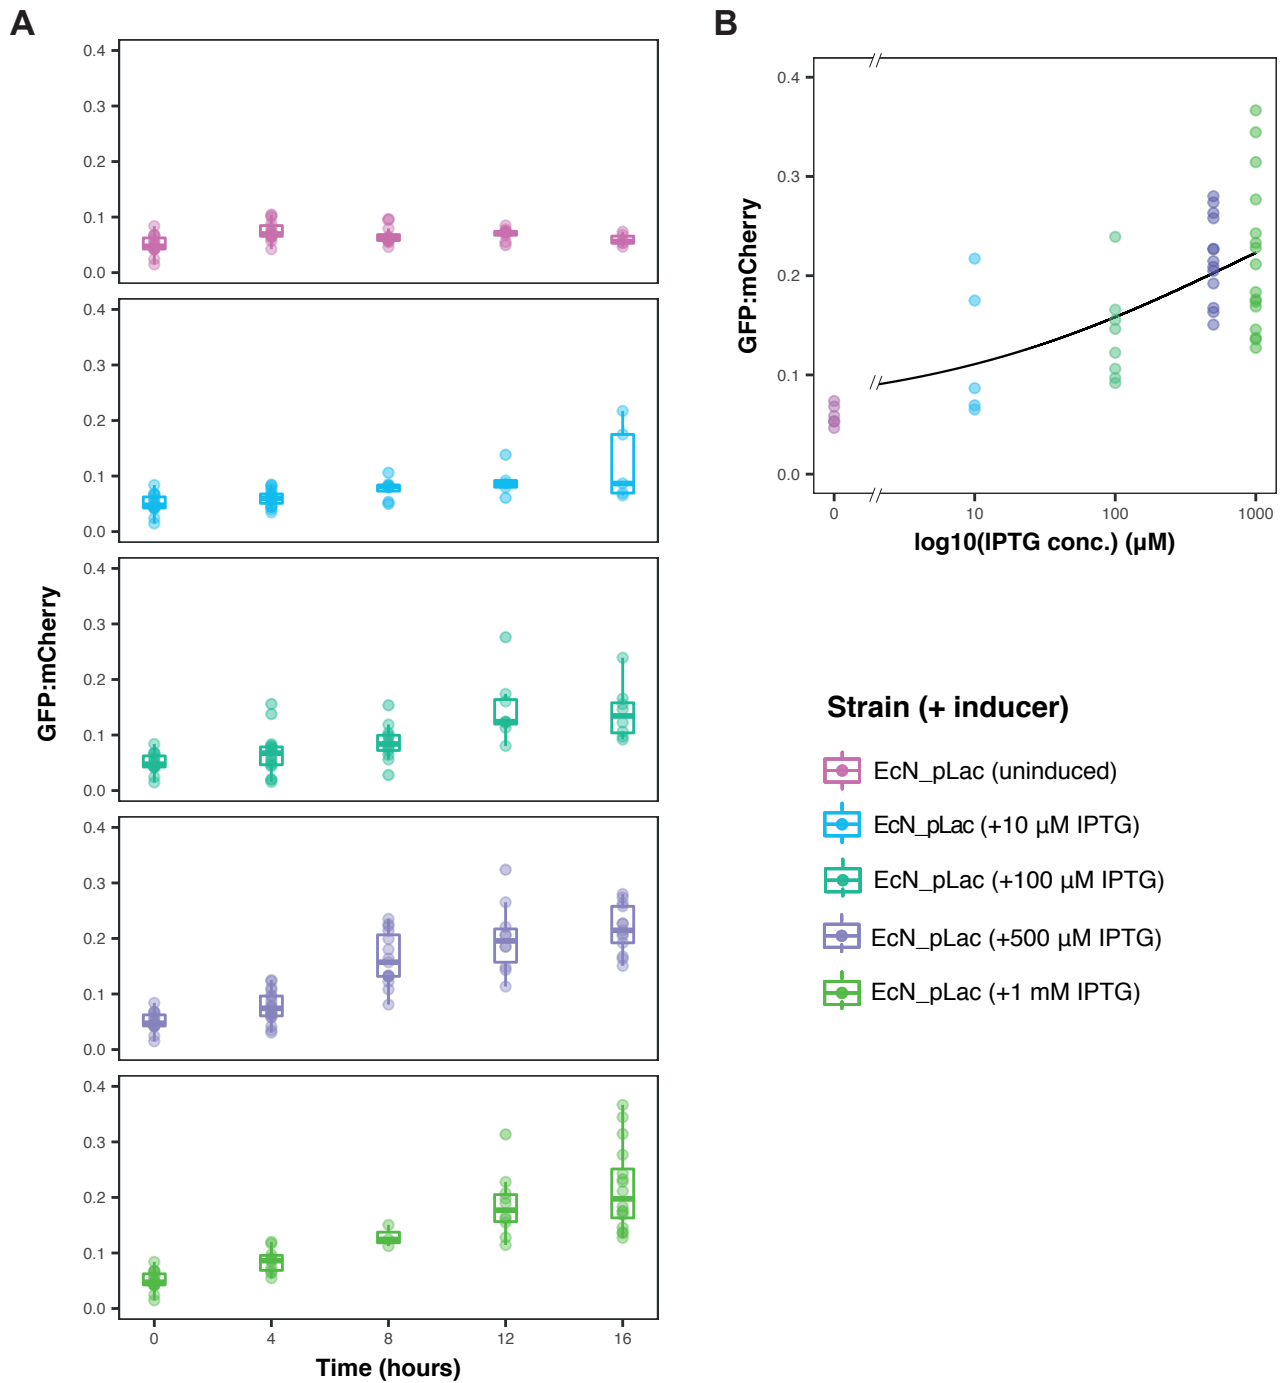 A
B
0.4
0.3
0.2
0.1
0.0
0.4
0.3
0.2
0.1
0.0
0.4
0.3
0.2
0.1
0.0
0.4
0.3
0.2
0.1
0.0
0.4
0.3
0.2
0.1
0.0
GFP:mCherry
0 4 8 12 16
Time (hours)
0.4
0.3
0.2
0.1
0.0
GFP:mCherry
// //
// //
0 10 100 1000
log10(IPTG conc.) (µM)
Strain (+ inducer)
EcN_pLac (uninduced)
EcN_pLac (+10 µM IPTG)
EcN_pLac (+100 µM IPTG)
EcN_pLac (+500 µM IPTG)
EcN_pLac (+1 mM IPTG)